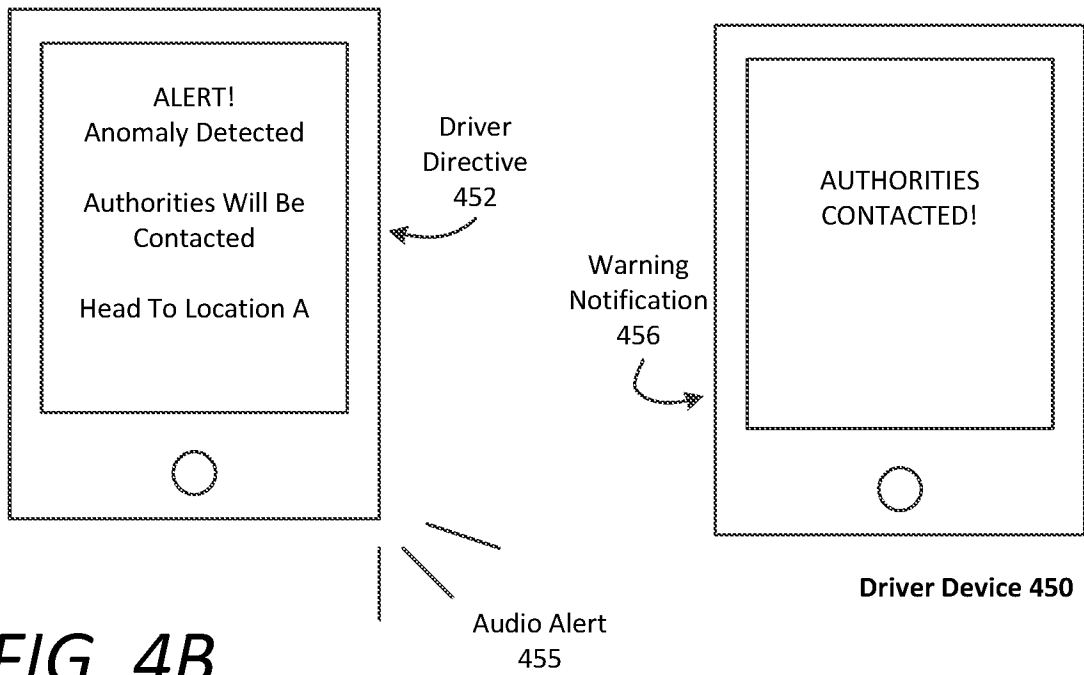 ALERT!
Anomaly Detected
Authorities Will Be
Contacted
Head To Location A
Driver
Directive
452
Warning
Notification
456
AUTHORITIES
CONTACTED!
Driver Device 450
Audio Alert
455
FIG. 4B